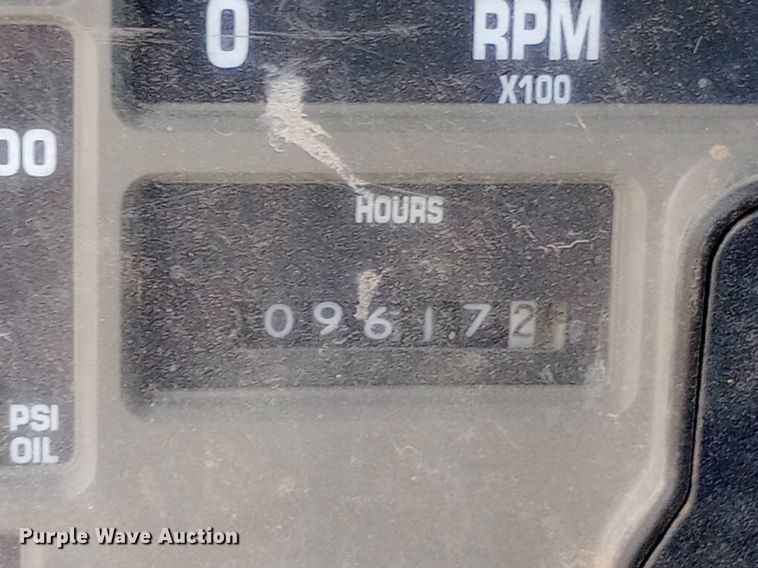 0 RPM
X100
00
HOURS
096172
PSI
OIL
Purple Wave Auction